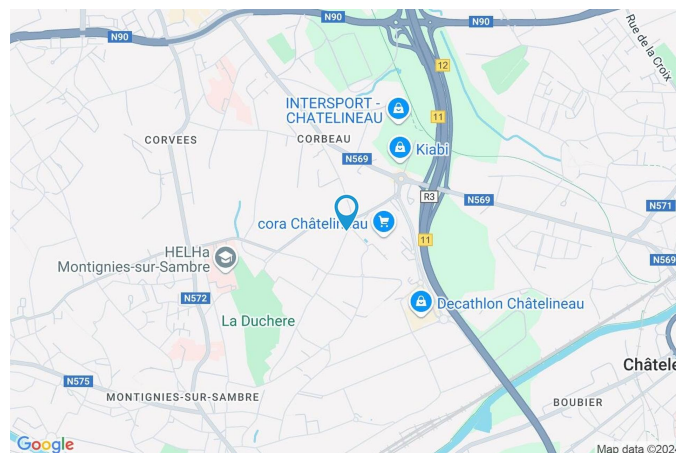 N90
N90
N90
Rue de la Croix
12
INTERSPORT -
CHATELINEAU
11
CORVEES
CORBEAU
Kiabi
N569
R3
N569
N571
cora Châtelineau
11
HELHa
Montignies-sur-Sambre
N569
N572
Decathlon Châtelineau
La Duchere
Châtele
N575
MONTIGNIES-SUR-SAMBRE
BOUBIER
Google
Map data ©2024